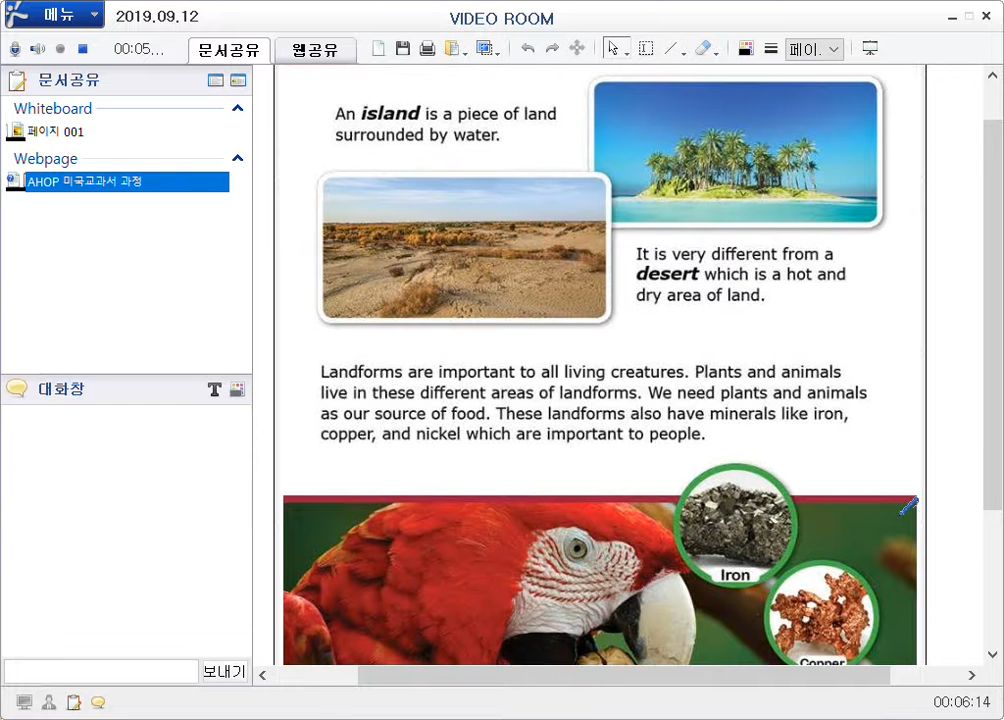 메뉴
2019.09.12
VIDEO ROOM
00:05...
문서공유
웹공유
페이.
문서공유
Whiteboard
페이지 001
Webpage
AHOP 미국교과서 과정
대화창
T
보내기
An island is a piece of land
surrounded by water.
It is very different from a
desert which is a hot and
dry area of land.
Landforms are important to all living creatures. Plants and animals
live in these different areas of landforms. We need plants and animals
as our source of food. These landforms also have minerals like iron,
copper, and nickel which are important to people.
Iron
Copper
00:06:14